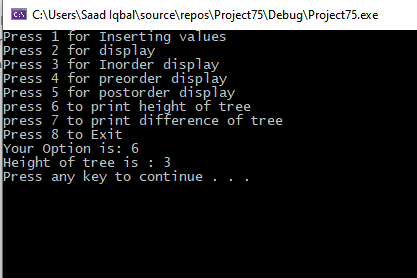 C:\Users\Saad Iqbal\source\repos\Project75\Debug\Project75.exe
Press 1 for Inserting values
Press 2 for display
Press 3 for Inorder display
Press 4 for preorder display
Press 5 for postorder display
press 6 to print height of tree
press 7 to print difference of tree
Press 8 to Exit
Your Option is: 6
Height of tree is : 3
Press any key to continue . . .